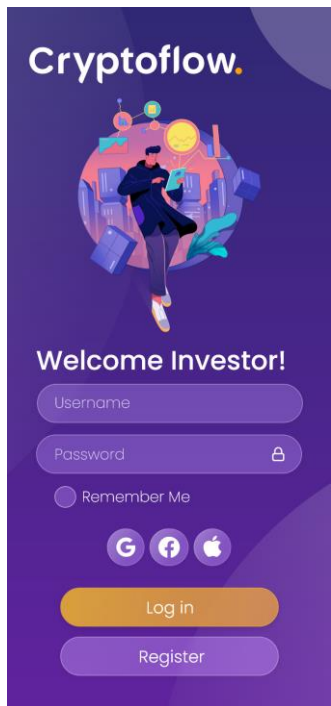 Cryptoflow.
Welcome Investor!
Username
Password
Remember Me
Log in
Register